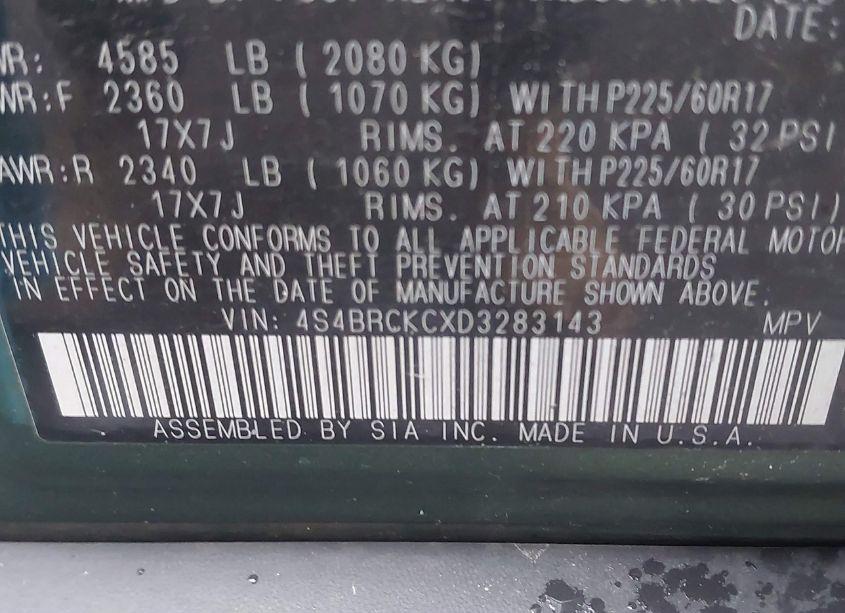 DATE:
WR: 4585 LB ( 2080 KG)
WR:F 2360 LB ( 1070 KG) WITH P225/60R17
17X7J RIMS. AT 220 KPA ( 32 PSI
AWR:R 2340 LB ( 1060 KG) WITH P225/60R17
17X7J RIMS. AT 210 KPA ( 30 PSI)
THIS VEHICLE CONFORMS TO ALL APPLICABLE FEDERAL MOTOR
VEHICLE SAFETY AND THEFT PREVENTION STANDARDS
IN EFFECT ON THE DATE OF MANUFACTURE SHOWN ABOVE.
VIN: 4S4BRCKCXD3283143 MPV
ASSEMBLED BY SIA INC. MADE IN U.S.A.